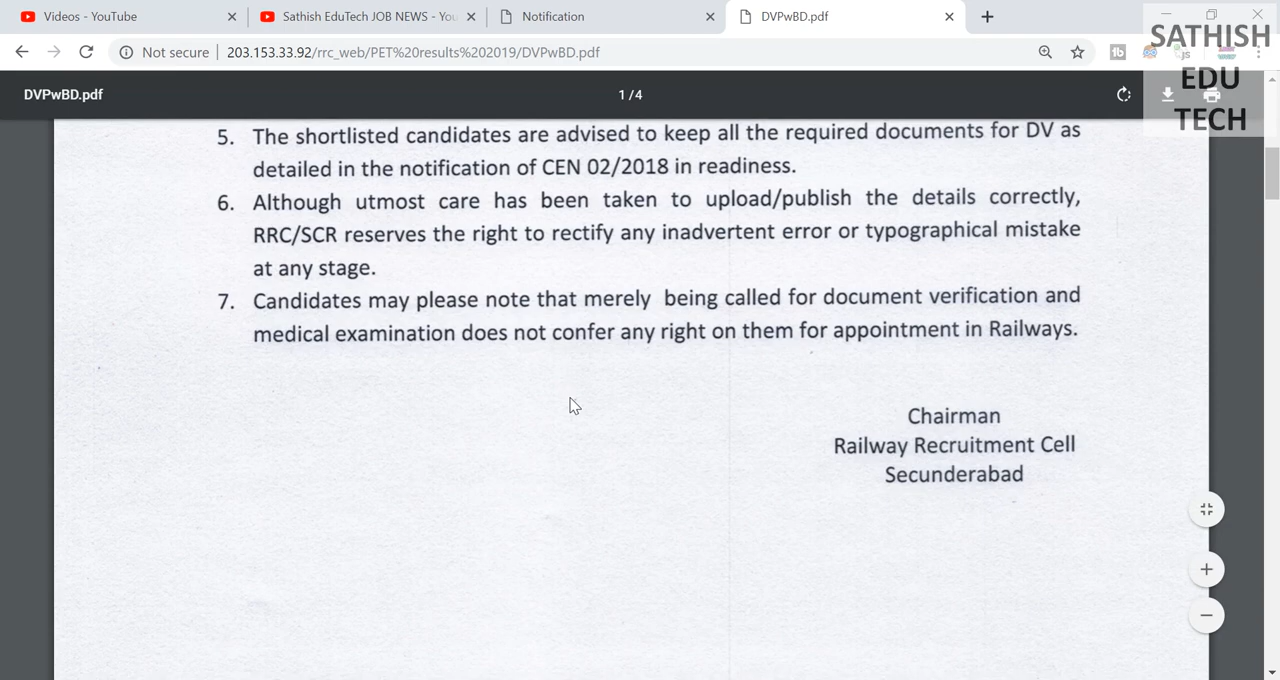 Videos - YouTube
Sathish EduTech JOB NEWS - You
Notification
DVPwBD.pdf
Not secure | 203.153.33.92/rrc_web/PET%20results%202019/DVPwBD.pdf
SATHISH
EDU
TECH
DVPwBD.pdf
1 / 4
5. The shortlisted candidates are advised to keep all the required documents for DV as
detailed in the notification of CEN 02/2018 in readiness.
6. Although utmost care has been taken to upload/publish the details correctly,
RRC/SCR reserves the right to rectify any inadvertent error or typographical mistake
at any stage.
7. Candidates may please note that merely being called for document verification and
medical examination does not confer any right on them for appointment in Railways.
Chairman
Railway Recruitment Cell
Secunderabad